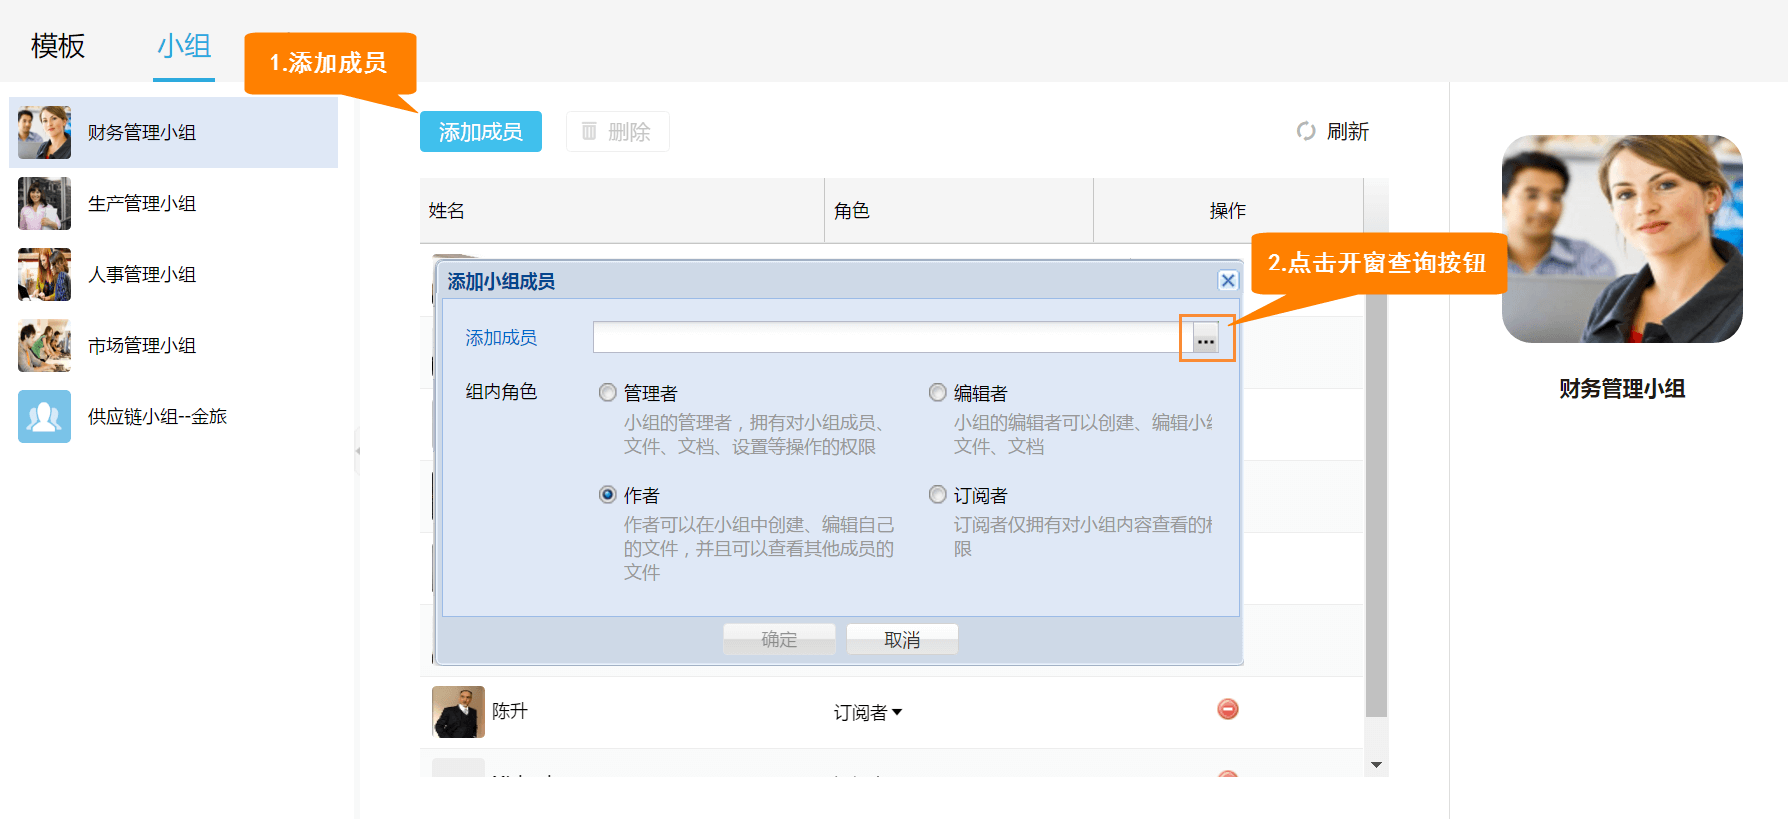 模板
小组
1.添加成员
财务管理小组
生产管理小组
人事管理小组
市场管理小组
供应链小组--金旅
添加成员
删除
刷新
姓名
角色
操作
2.点击开窗查询按钮
添加小组成员
添加成员
...
组内角色
管理者
小组的管理者，拥有对小组成员、
文件、文档、设置等操作的权限
编辑者
小组的编辑者可以创建、编辑小
文件、文档
作者
作者可以在小组中创建、编辑自己
的文件，并且可以查看其他成员的
文件
订阅者
订阅者仅拥有对小组内容查看的
限
确定
取消
陈升
订阅者
财务管理小组